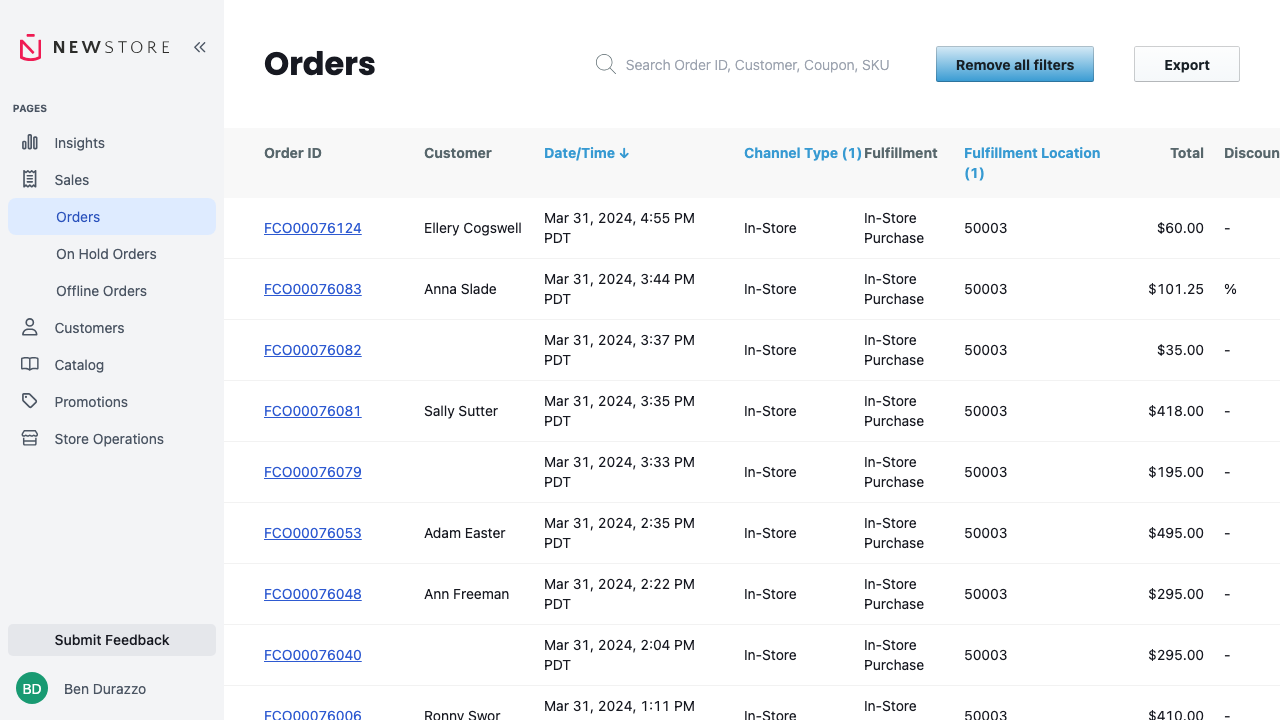 NEWSTORE
PAGES
Insights
Sales
Orders
On Hold Orders
Offline Orders
Customers
Catalog
Promotions
Store Operations
Submit Feedback
BD Ben Durazzo
Orders
Search Order ID, Customer, Coupon, SKU
Remove all filters
Export
Order ID Customer Date/Time ↓ Channel Type (1) Fulfillment Fulfillment Location Total Discoun
(1)
FCO00076124 Ellery Cogswell Mar 31, 2024, 4:55 PM In-Store In-Store 50003 $60.00 -
PDT Purchase
FCO00076083 Anna Slade Mar 31, 2024, 3:44 PM In-Store In-Store 50003 $101.25 %
PDT Purchase
FCO00076082 Mar 31, 2024, 3:37 PM In-Store In-Store 50003 $35.00 -
PDT Purchase
FCO00076081 Sally Sutter Mar 31, 2024, 3:35 PM In-Store In-Store 50003 $418.00 -
PDT Purchase
FCO00076079 Mar 31, 2024, 3:33 PM In-Store In-Store 50003 $195.00 -
PDT Purchase
FCO00076053 Adam Easter Mar 31, 2024, 2:35 PM In-Store In-Store 50003 $495.00 -
PDT Purchase
FCO00076048 Ann Freeman Mar 31, 2024, 2:22 PM In-Store In-Store 50003 $295.00 -
PDT Purchase
FCO00076040 Mar 31, 2024, 2:04 PM In-Store In-Store 50003 $295.00 -
PDT Purchase
FCO00076006 Ronny Swor Mar 31, 2024, 1:11 PM In-Store In-Store 50003 $410.00 -